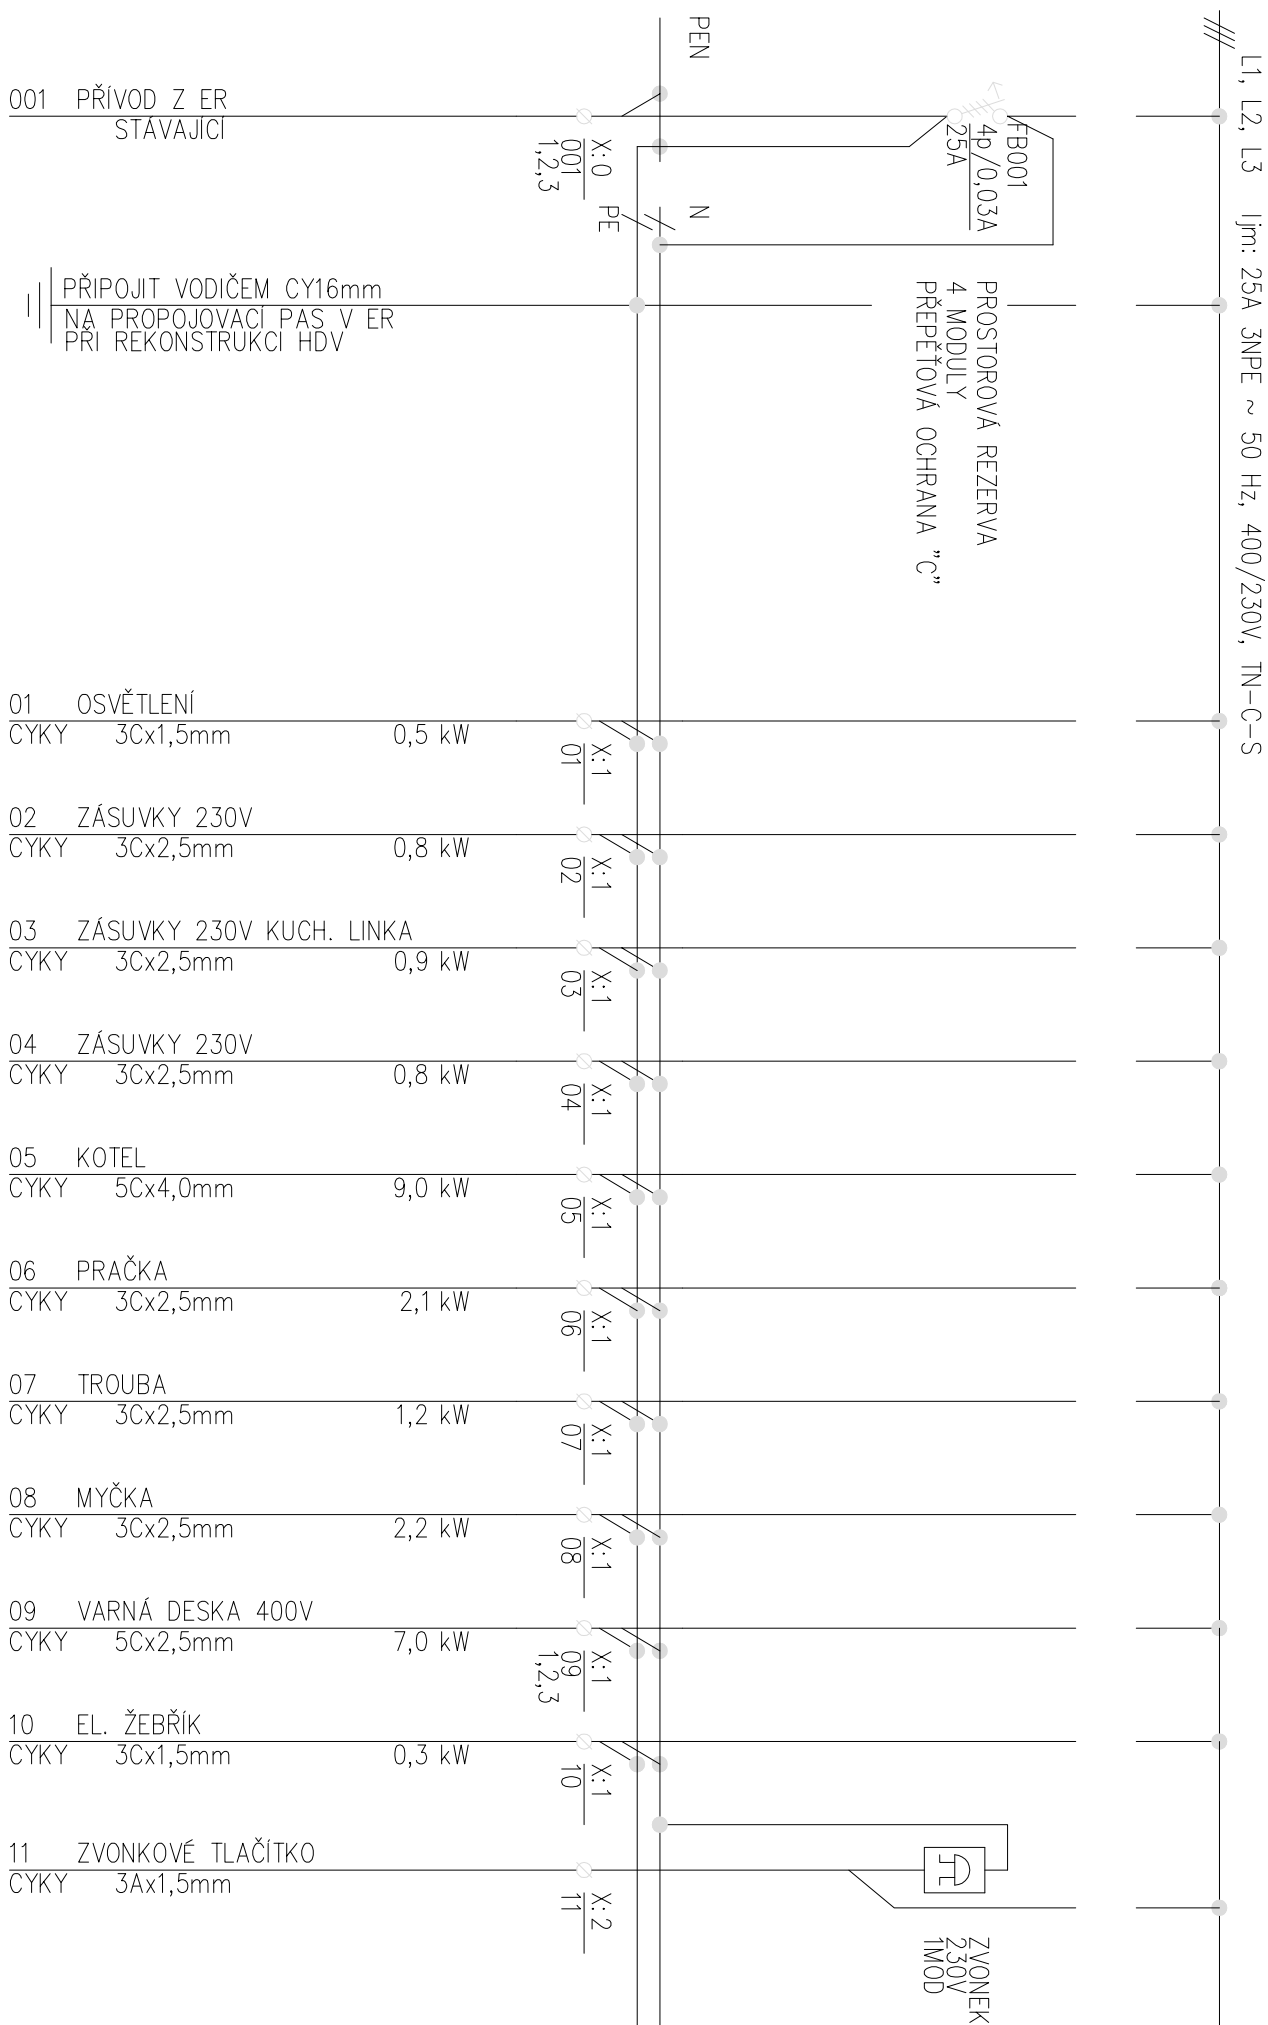 L1, L2, L3 Ijm: 25A 3NPE ~ 50 Hz, 400/230V, TN-C-S
PEN
001 PŘÍVOD Z ER
STÁVAJÍCÍ
X:0
001
1,2,3
FB001
4p/0,03A
25A
N
PE
PŘIPOJIT VODIČEM CY16mm
NA PROPOJOVACÍ PAS V ER
PŘI REKONSTRUKCI HDV
PROSTOROVÁ REZERVA
4 MODULY
PŘEPĚŤOVÁ OCHRANA "C"
01 OSVĚTLENÍ
CYKY 3Cx1,5mm 0,5 kW
X:1
01
02 ZÁSUVKY 230V
CYKY 3Cx2,5mm 0,8 kW
X:1
02
03 ZÁSUVKY 230V KUCH. LINKA
CYKY 3Cx2,5mm 0,9 kW
X:1
03
04 ZÁSUVKY 230V
CYKY 3Cx2,5mm 0,8 kW
X:1
04
05 KOTEL
CYKY 5Cx4,0mm 9,0 kW
X:1
05
06 PRAČKA
CYKY 3Cx2,5mm 2,1 kW
X:1
06
07 TROUBA
CYKY 3Cx2,5mm 1,2 kW
X:1
07
08 MYČKA
CYKY 3Cx2,5mm 2,2 kW
X:1
08
09 VARNÁ DESKA 400V
CYKY 5Cx2,5mm 7,0 kW
X:1
09
1,2,3
10 EL. ŽEBŘÍK
CYKY 3Cx1,5mm 0,3 kW
X:1
10
11 ZVONKOVÉ TLAČÍTKO
CYKY 3Ax1,5mm
X:2
11
ZVONEK
230V
1MOD